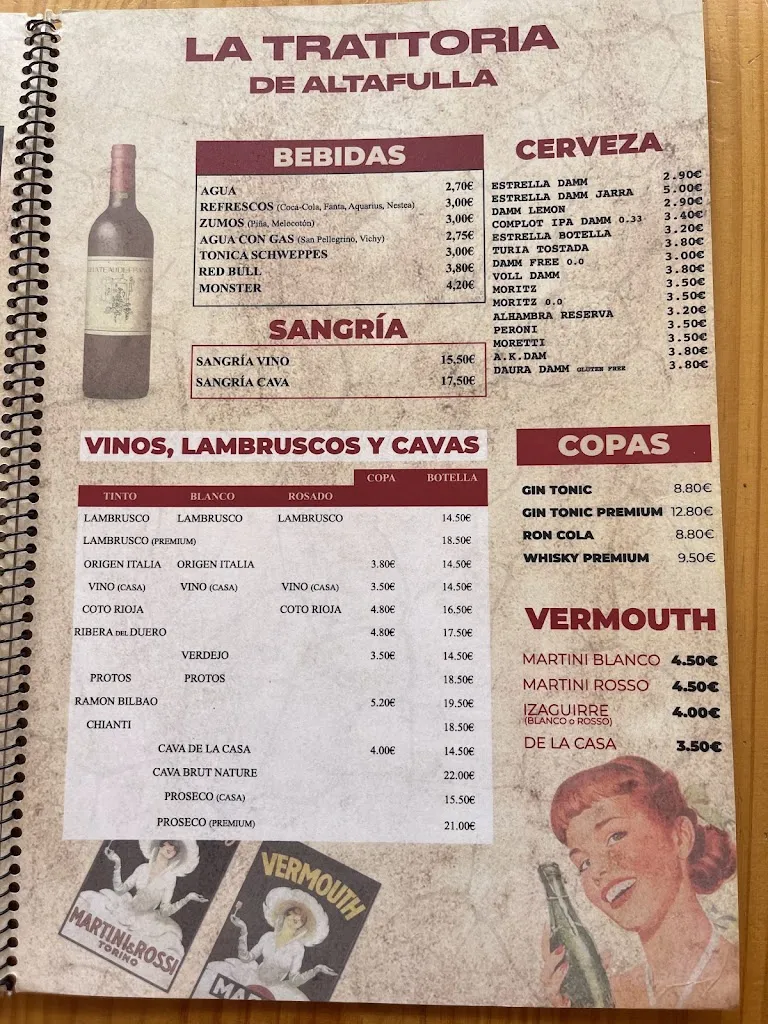 LA TRATTORIA
DE ALTAFULLA
BEBIDAS
AGUA 2,70€
REFRESCOS (Coca-Cola, Fanta, Aquarius, Nestea) 3,00€
ZUMOS (Piña, Melocotón) 3,00€
AGUA CON GAS (San Pellegrino, Vichy) 2,75€
TONICA SCHWEPPES 3,00€
RED BULL 3,80€
MONSTER 4,20€
SANGRÍA
SANGRÍA VINO 15,50€
SANGRÍA CAVA 17,50€
CERVEZA
ESTRELLA DAMM 2.90€
ESTRELLA DAMM JARRA 5.00€
DAMM LEMON 2.90€
COMPLOT IPA DAMM 0.33 3.40€
ESTRELLA BOTELLA 3.20€
TURIA TOSTADA 3.80€
DAMM FREE 0.0 3.00€
VOLL DAMM 3.80€
MORITZ 3.50€
MORITZ 0.0 3.50€
ALHAMBRA RESERVA 3.20€
PERONI 3.50€
MORETTI 3.50€
A.K.DAM 3.80€
DAURA DAMM GLUTEN FREE 3.80€
VINOS, LAMBRUSCOS Y CAVAS
COPA BOTELLA
TINTO BLANCO ROSADO
LAMBRUSCO LAMBRUSCO LAMBRUSCO 14.50€
LAMBRUSCO (PREMIUM) 18.50€
ORIGEN ITALIA ORIGEN ITALIA 3.80€ 14.50€
VINO (CASA) VINO (CASA) VINO (CASA) 3.50€ 14.50€
COTO RIOJA COTO RIOJA 4.80€ 16.50€
RIBERA DEL DUERO 4.80€ 17.50€
VERDEJO 3.50€ 14.50€
PROTOS PROTOS 18.50€
RAMON BILBAO 5.20€ 19.50€
CHIANTI 18.50€
CAVA DE LA CASA 4.00€ 14.50€
CAVA BRUT NATURE 22.00€
PROSECO (CASA) 15.50€
PROSECO (PREMIUM) 21.00€
COPAS
GIN TONIC 8.80€
GIN TONIC PREMIUM 12.80€
RON COLA 8.80€
WHISKY PREMIUM 9.50€
VERMOUTH
MARTINI BLANCO 4.50€
MARTINI ROSSO 4.50€
IZAGUIRRE 4.00€
(BLANCO o ROSSO)
DE LA CASA 3.50€
MARTINI & ROSSI
TORINO
VERMOUTH